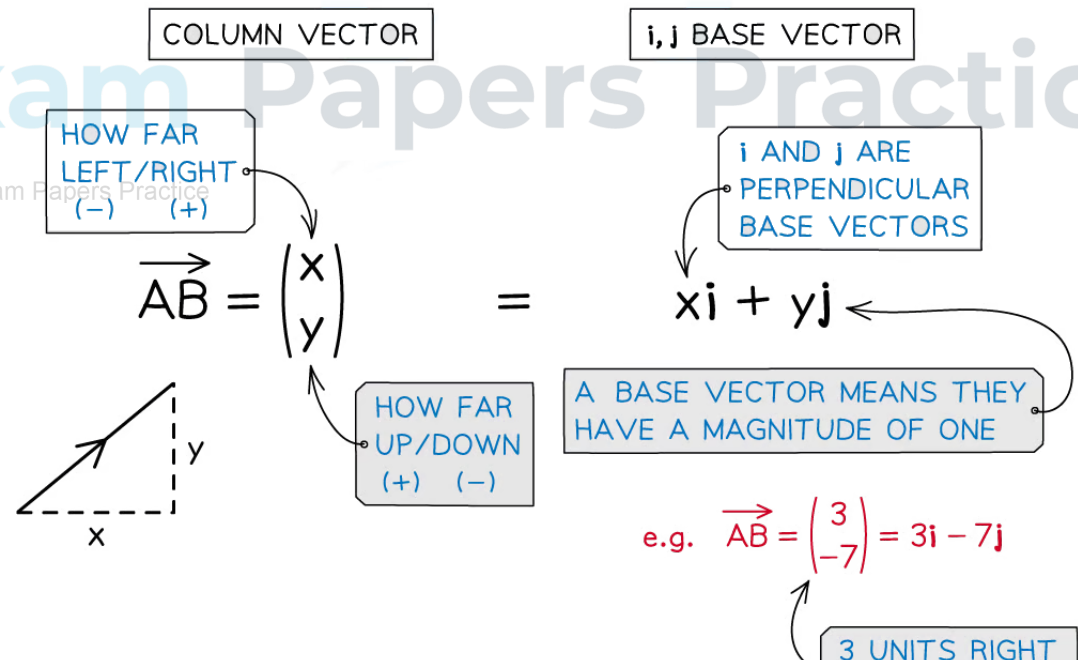 COLUMN VECTOR
i, j BASE VECTOR
am Papers Practic
HOW FAR
LEFT/RIGHT
(−) (+)
am Papers Practice
i AND j ARE
PERPENDICULAR
BASE VECTORS
AB = (x y) = xi + yj
HOW FAR
UP/DOWN
(+) (−)
A BASE VECTOR MEANS THEY
HAVE A MAGNITUDE OF ONE
y
x
e.g. AB = (3 −7) = 3i − 7j
3 UNITS RIGHT